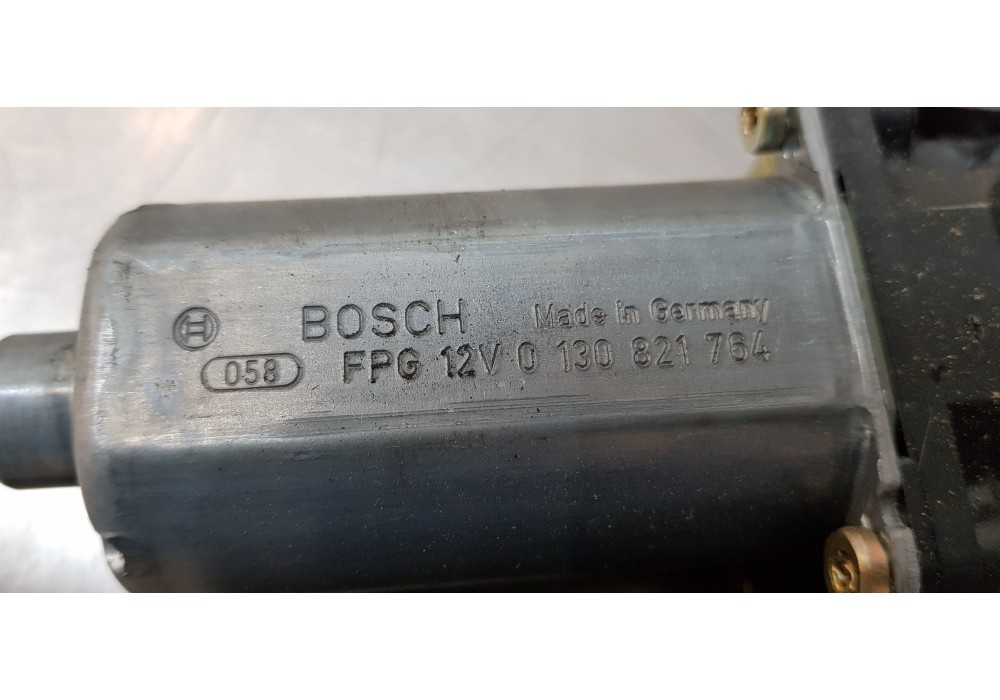 BOSCH Made in Germany
058 FPG 12V 0 130 821 764